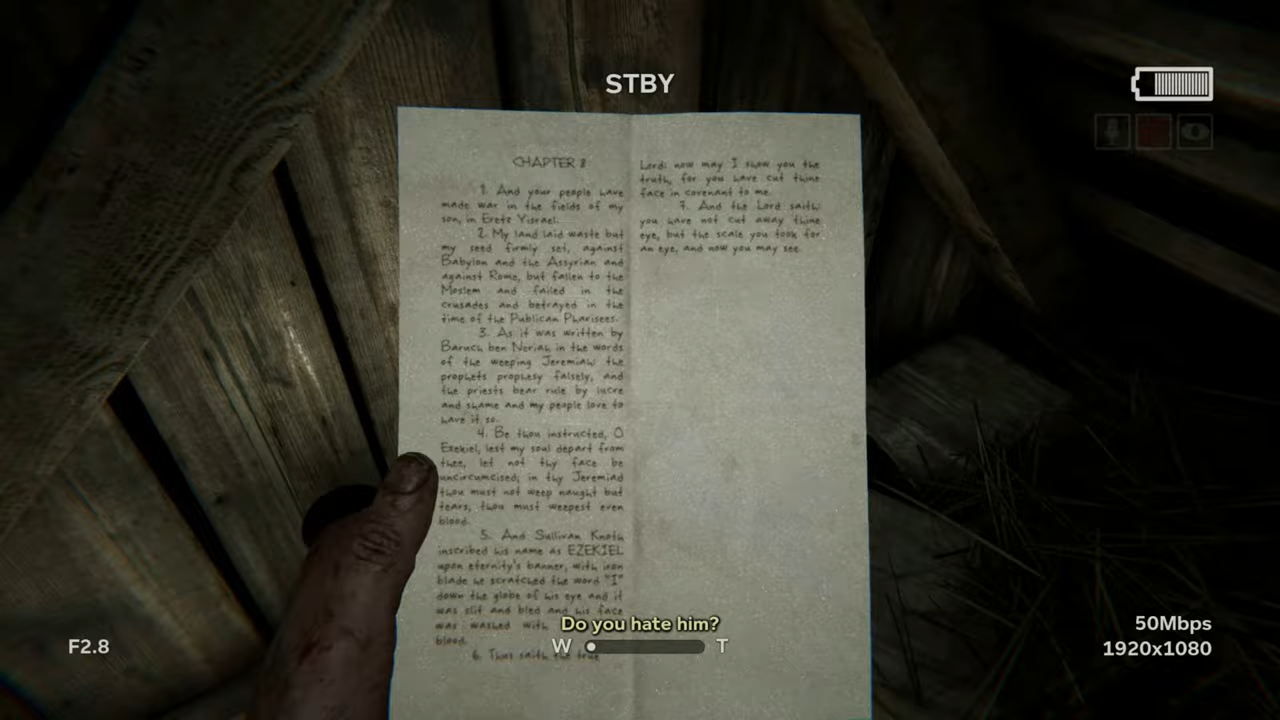 STBY
CHAPTER 8
1. And your people have
made war in the fields of my
son, in Eretz Yisrael.
2. My land laid waste but
my seed firmly set, against
Babylon and the Assyrian and
against Rome, but fallen to the
Moslem and failed in the
crusades and betrayed in the
time of the Publican Pharisees.
3. As it was written by
Baruch ben Neriah in the words
of the weeping Jeremiah: the
prophets prophesy falsely, and
the priests bear rule by lucre
and shame and my people love to
have it so.
4. Be thou instructed, O
Ezekiel, lest my soul depart from
thee, let not thy face be
uncircumcised; in thy Jeremiad
thou must not weep naught but
tears, thou must weepest even
blood.
5. And Sullivan Knoth
inscribed his name as EZEKIEL
upon eternity's banner, with iron
blade he scratched the word "I"
down the globe of his eye and it
was slit and bled and his face
was washed with
blood.
6. Thus saith the true
Lord: now may I show you the
truth, for you have cut thine
face in covenant to me.
7. And the Lord saith:
you have not cut away thine
eye, but the scale you took for
an eye, and now you may see.
Do you hate him?
W T
F2.8
50Mbps
1920x1080